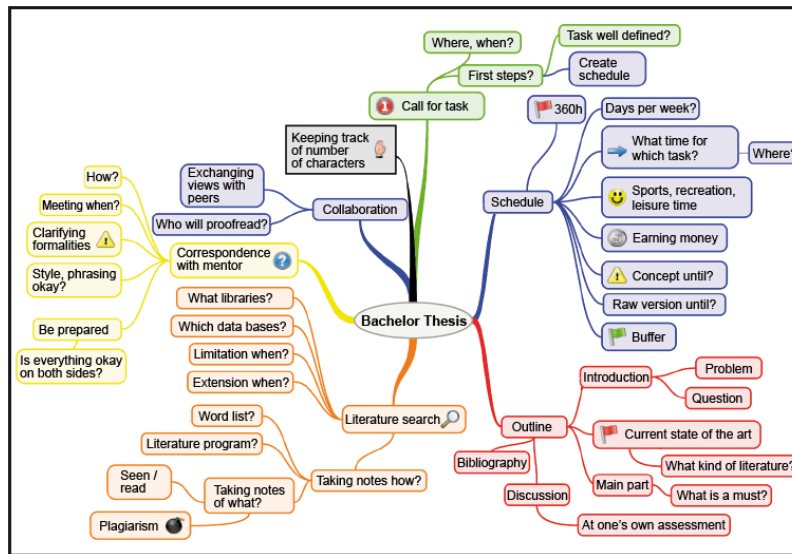 Where, when?
First steps?
Task well defined?
Create
schedule
1
Call for task
Keeping track
of number
of characters
Exchanging
views with
peers
Who will proofread?
Collaboration
How?
Meeting when?
Clarifying
formalities
Style, phrasing
okay?
Be prepared
Is everything okay
on both sides?
Correspondence
with mentor
?
Bachelor Thesis
What libraries?
Which data bases?
Limitation when?
Extension when?
Literature search
Word list?
Literature program?
Seen /
read
Taking notes
of what?
Plagiarism
Taking notes how?
360h
Schedule
Days per week?
What time for
which task?
Where?
Sports, recreation,
leisure time
Earning money
Concept until?
Raw version until?
Buffer
Outline
Introduction
Problem
Question
Current state of the art
What kind of literature?
Main part
What is a must?
Bibliography
Discussion
At one's own assessment